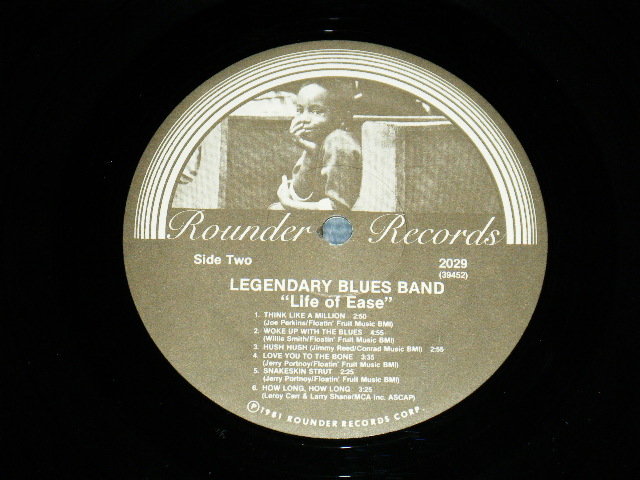 Rounder Records
Side Two
2029
(39452)
LEGENDARY BLUES BAND
"Life of Ease"
1. THINK LIKE A MILLION 2:50
(Joe Perkins/Floatin' Fruit Music BMI)
2. WOKE UP WITH THE BLUES 4:55
(Willie Smith/Floatin' Fruit Music BMI)
3. HUSH HUSH (Jimmy Reed/Conrad Music BMI) 2:55
4. LOVE YOU TO THE BONE 3:35
(Jerry Portnoy/Floatin' Fruit Music BMI)
5. SNAKESKIN STRUT 2:25
(Jerry Portnoy/Floatin' Fruit Music BMI)
6. HOW LONG, HOW LONG 3:25
(Leroy Carr & Larry Shane/MCA Inc. ASCAP)
Ⓟ1981 ROUNDER RECORDS CORP.